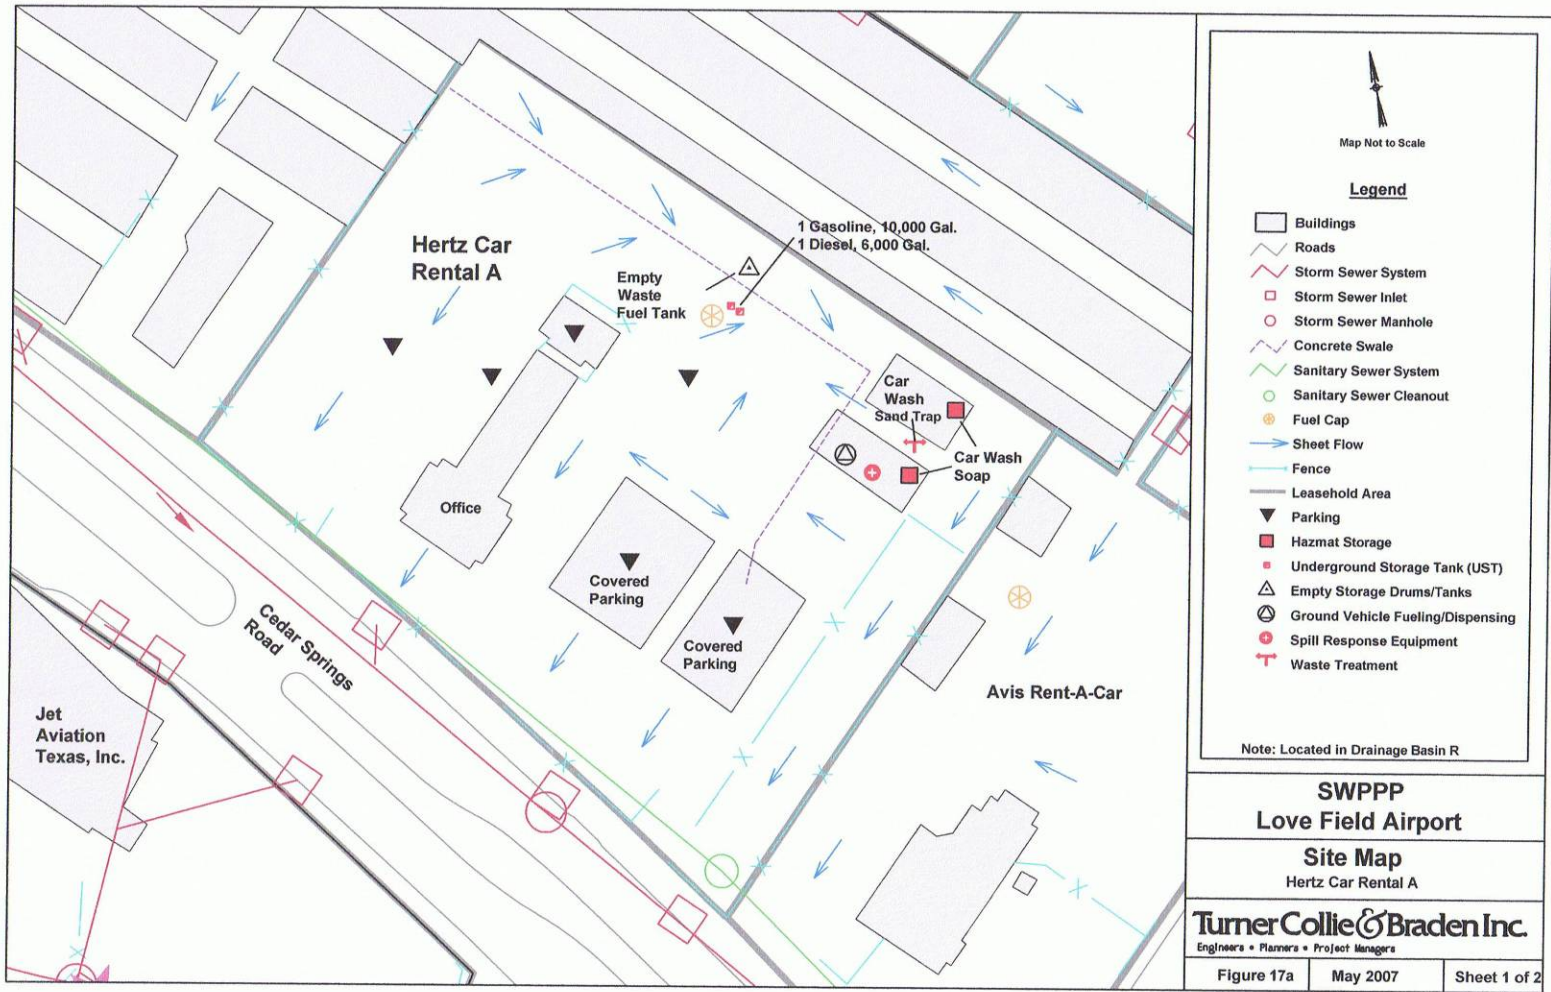 Hertz Car
Rental A
1 Gasoline, 10,000 Gal.
1 Diesel, 6,000 Gal.
Empty
Waste
Fuel Tank
Car
Wash
Sand Trap
Car Wash
Soap
Office
Covered
Parking
Covered
Parking
Cedar Springs
Road
Jet
Aviation
Texas, Inc.
Avis Rent-A-Car
Map Not to Scale
Legend
Buildings
Roads
Storm Sewer System
Storm Sewer Inlet
Storm Sewer Manhole
Concrete Swale
Sanitary Sewer System
Sanitary Sewer Cleanout
Fuel Cap
Sheet Flow
Fence
Leasehold Area
Parking
Hazmat Storage
Underground Storage Tank (UST)
Empty Storage Drums/Tanks
Ground Vehicle Fueling/Dispensing
Spill Response Equipment
Waste Treatment
Note: Located in Drainage Basin R
SWPPP
Love Field Airport
Site Map
Hertz Car Rental A
Turner Collie & Braden Inc.
Engineers • Planners • Project Managers
Figure 17a May 2007 Sheet 1 of 2